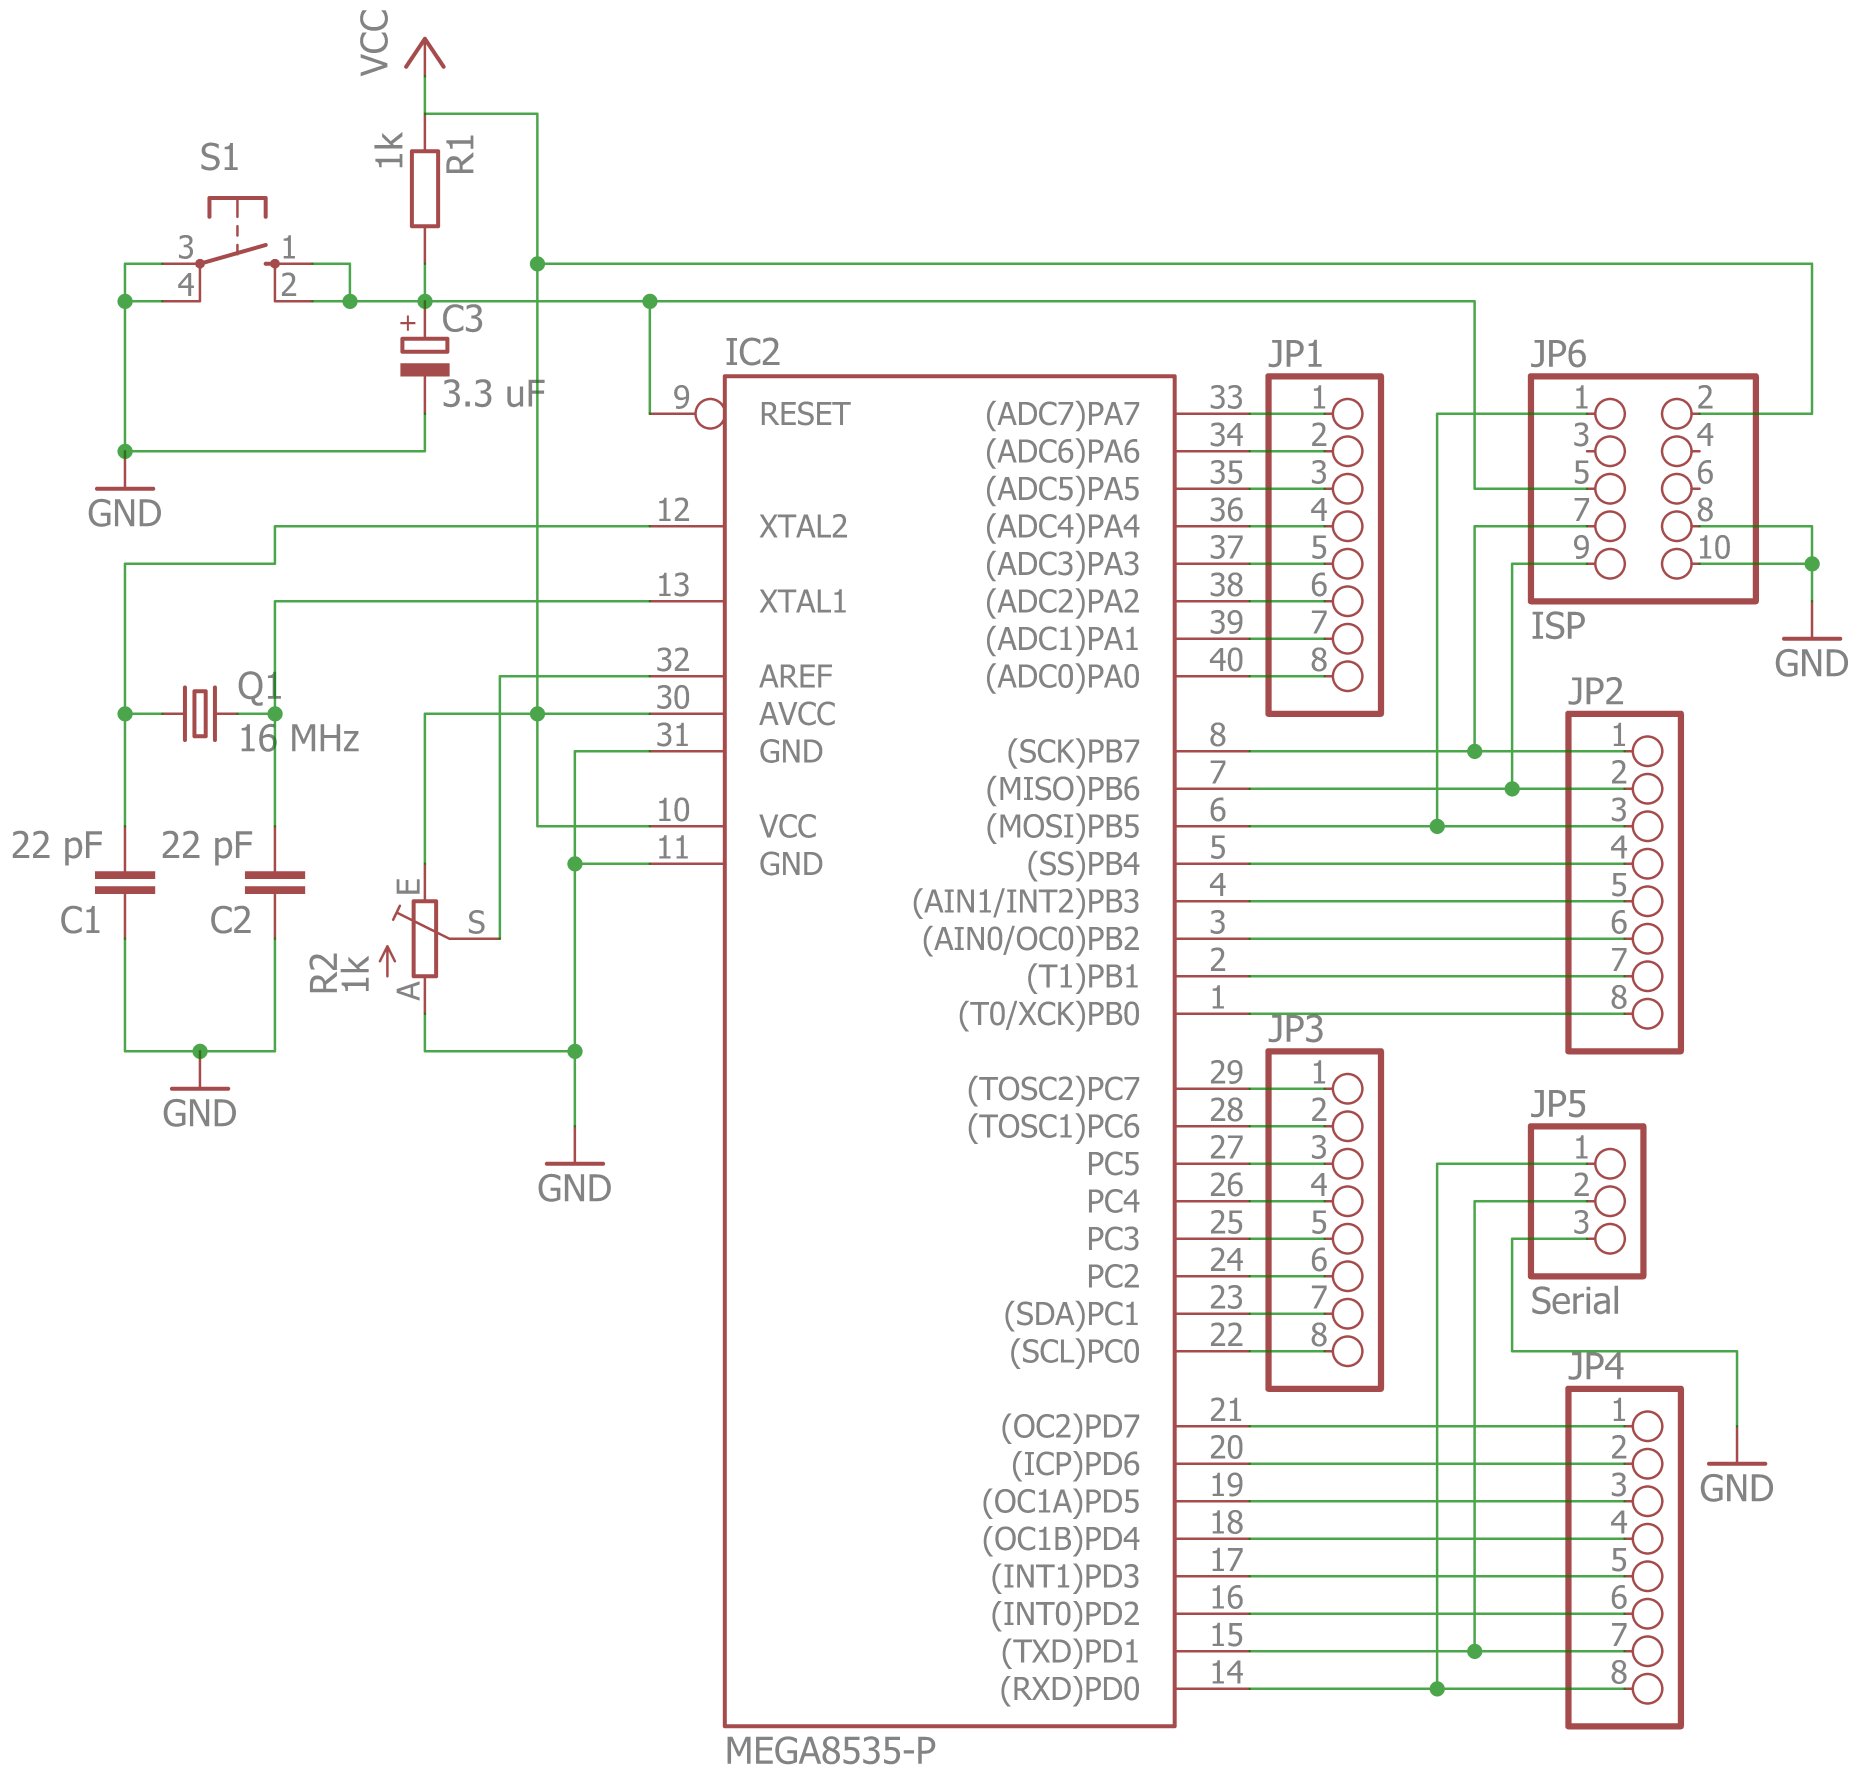 VCC
1k
R1
S1
3
1
4
2
+
C3
3.3 uF
GND
IC2
9
RESET
12
XTAL2
13
XTAL1
32
AREF
30
AVCC
31
GND
10
VCC
11
GND
Q1
16 MHz
22 pF
22 pF
C1
C2
GND
E
S
A
R2
1k
GND
(ADC7)PA7
33
(ADC6)PA6
34
(ADC5)PA5
35
(ADC4)PA4
36
(ADC3)PA3
37
(ADC2)PA2
38
(ADC1)PA1
39
(ADC0)PA0
40
(SCK)PB7
8
(MISO)PB6
7
(MOSI)PB5
6
(SS)PB4
5
(AIN1/INT2)PB3
4
(AIN0/OC0)PB2
3
(T1)PB1
2
(T0/XCK)PB0
1
(TOSC2)PC7
29
(TOSC1)PC6
28
PC5
27
PC4
26
PC3
25
PC2
24
(SDA)PC1
23
(SCL)PC0
22
(OC2)PD7
21
(ICP)PD6
20
(OC1A)PD5
19
(OC1B)PD4
18
(INT1)PD3
17
(INT0)PD2
16
(TXD)PD1
15
(RXD)PD0
14
MEGA8535-P
JP1
1
2
3
4
5
6
7
8
JP6
1
2
3
4
5
6
7
8
9
10
ISP
GND
JP2
1
2
3
4
5
6
7
8
JP3
1
2
3
4
5
6
7
8
JP5
1
2
3
Serial
JP4
1
2
3
4
5
6
7
8
GND